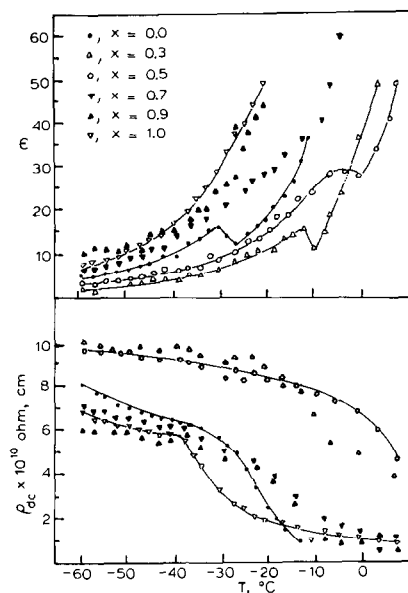 60
50
40
30
20
10
ε
•, x = 0.0
▵, x = 0.3
o, x = 0.5
▾, x = 0.7
▴, x = 0.9
▿, x = 1.0
10
8
6
4
2
ρdc × 10¹⁰ ohm, cm
-60 -50 -40 -30 -20 -10 0
T, °C